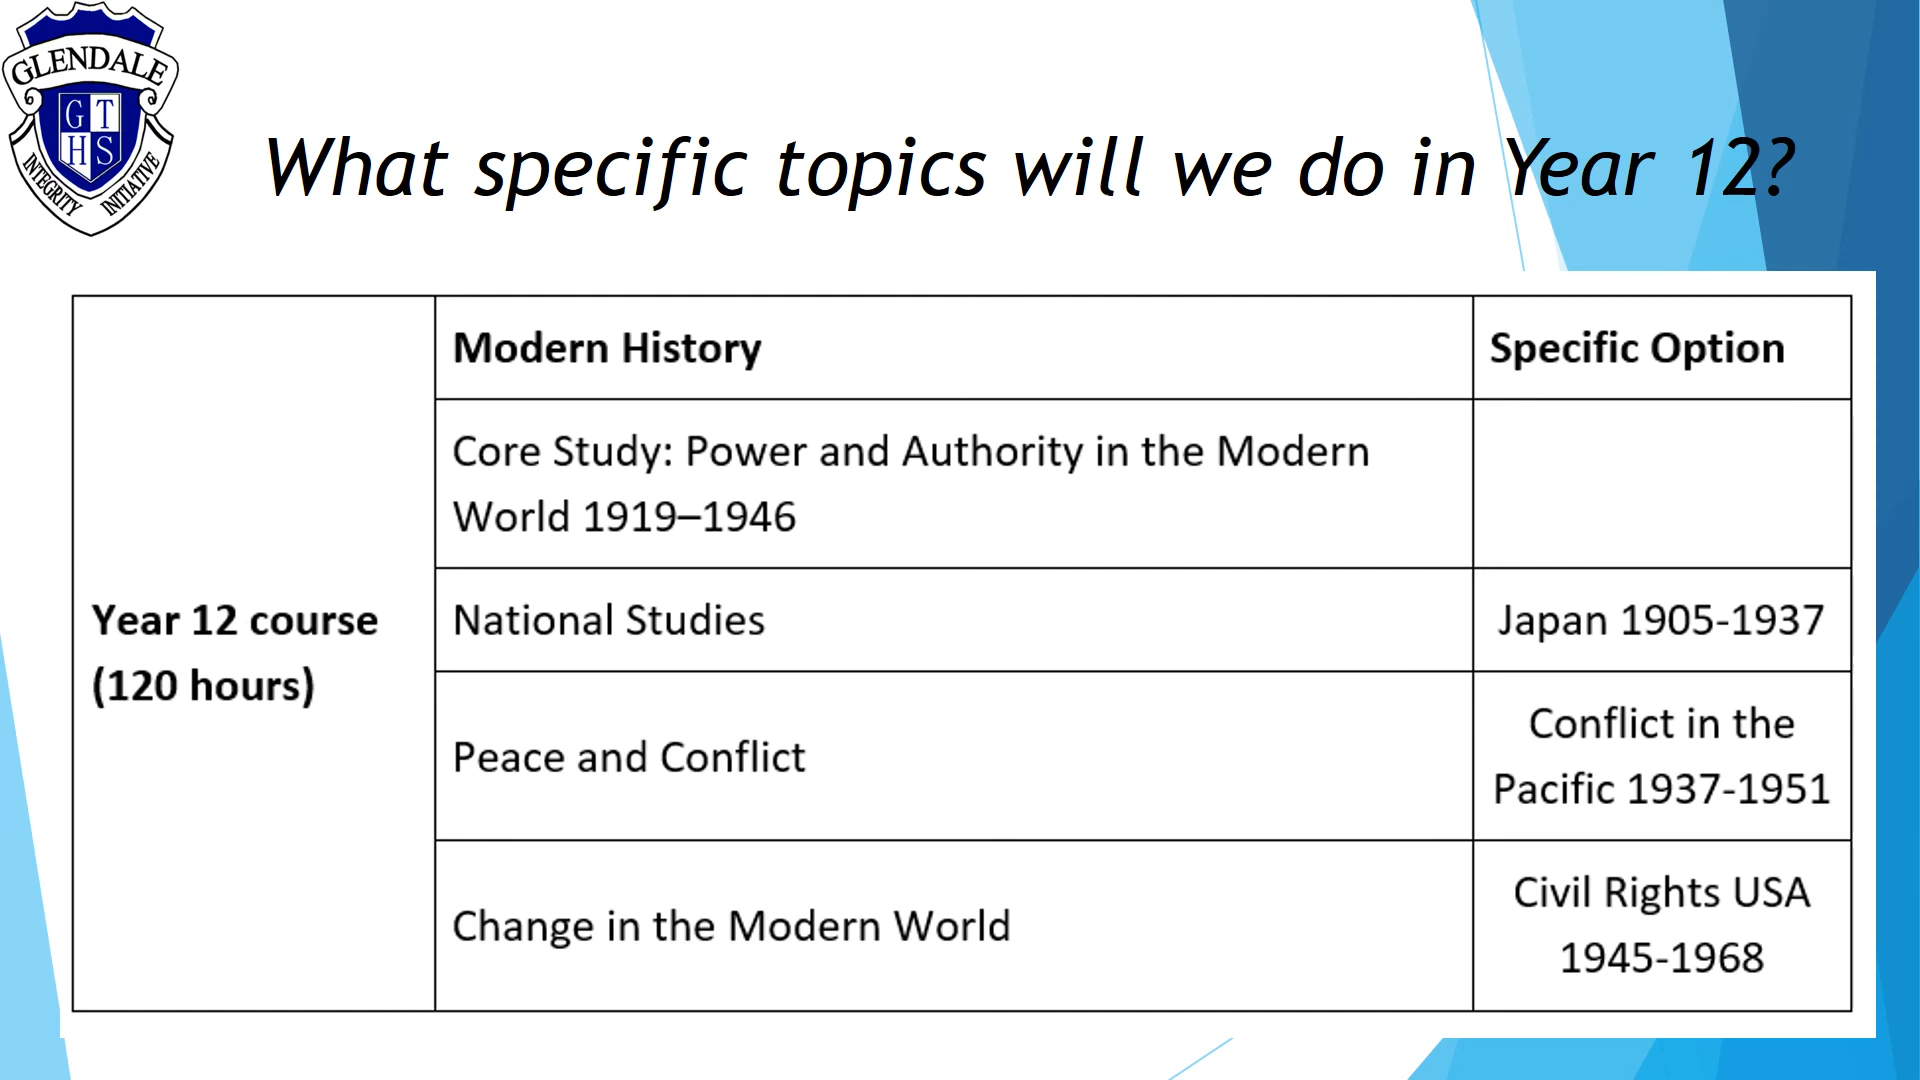 GLENDALE
G T
H S
INTEGRITY INITIATIVE
What specific topics will we do in Year 12?
Year 12 course
(120 hours)
Modern History
Specific Option
Core Study: Power and Authority in the Modern
World 1919–1946
National Studies
Japan 1905-1937
Peace and Conflict
Conflict in the
Pacific 1937-1951
Change in the Modern World
Civil Rights USA
1945-1968